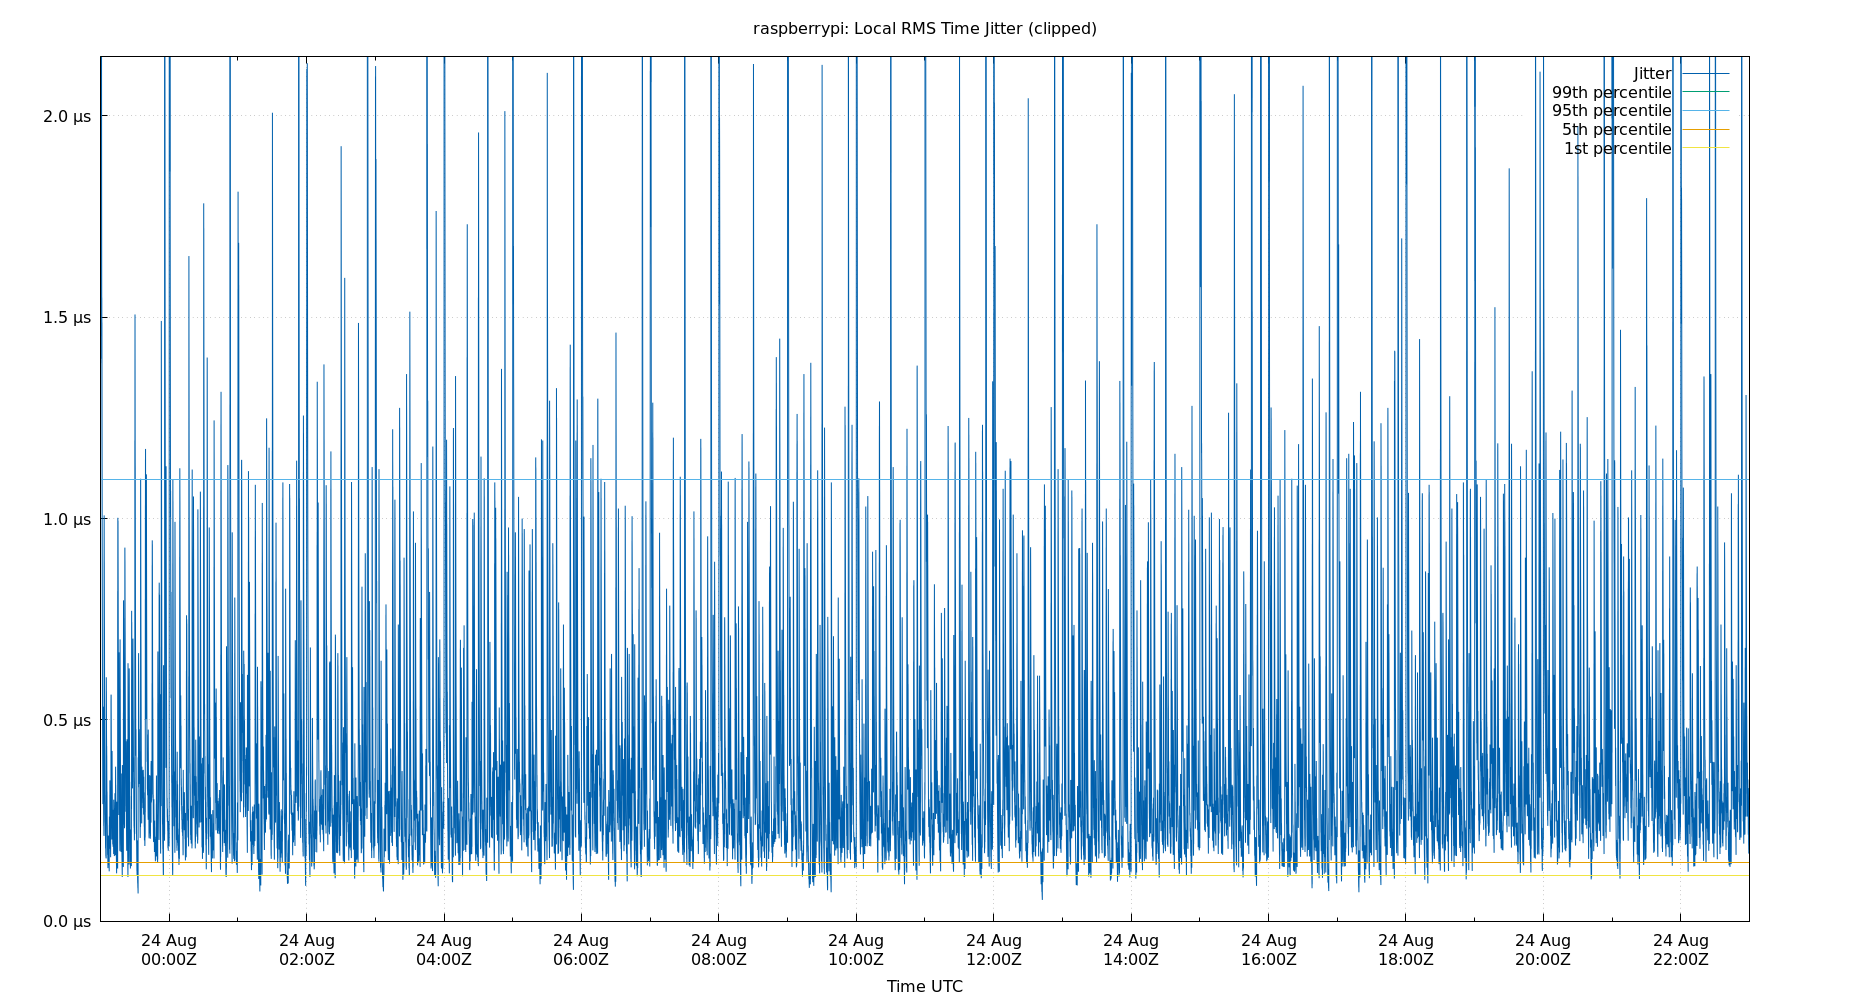 raspberrypi: Local RMS Time Jitter (clipped)
Jitter
99th percentile
95th percentile
5th percentile
1st percentile
2.0 µs
1.5 µs
1.0 µs
0.5 µs
0.0 µs
24 Aug 24 Aug 24 Aug 24 Aug 24 Aug 24 Aug 24 Aug 24 Aug 24 Aug 24 Aug 24 Aug 24 Aug
00:00Z 02:00Z 04:00Z 06:00Z 08:00Z 10:00Z 12:00Z 14:00Z 16:00Z 18:00Z 20:00Z 22:00Z
Time UTC